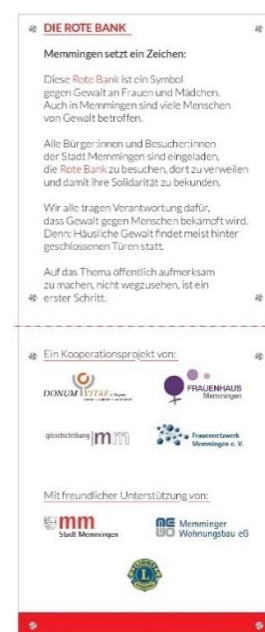 DIE ROTE BANK
Memmingen setzt ein Zeichen:
Diese Rote Bank ist ein Symbol
gegen Gewalt an Frauen und Mädchen.
Auch in Memmingen sind viele Menschen
von Gewalt betroffen.
Alle Bürger:innen und Besucher:innen
der Stadt Memmingen sind eingeladen,
die Rote Bank zu besuchen, dort zu verweilen
und damit ihre Solidarität zu bekunden.
Wir alle tragen Verantwortung dafür,
dass Gewalt gegen Menschen bekämpft wird.
Denn: Häusliche Gewalt findet meist hinter
geschlossenen Türen statt.
Auf das Thema öffentlich aufmerksam
zu machen, nicht wegzusehen, ist ein
erster Schritt.
Ein Kooperationsprojekt von:
DONUM VITAE in Bayern
FRAUENHAUS
Memmingen
gleichstellung mm
Frauennetzwerk
Memmingen e. V.
Mit freundlicher Unterstützung von:
mm
Stadt Memmingen
Memminger
Wohnungsbau eG
L